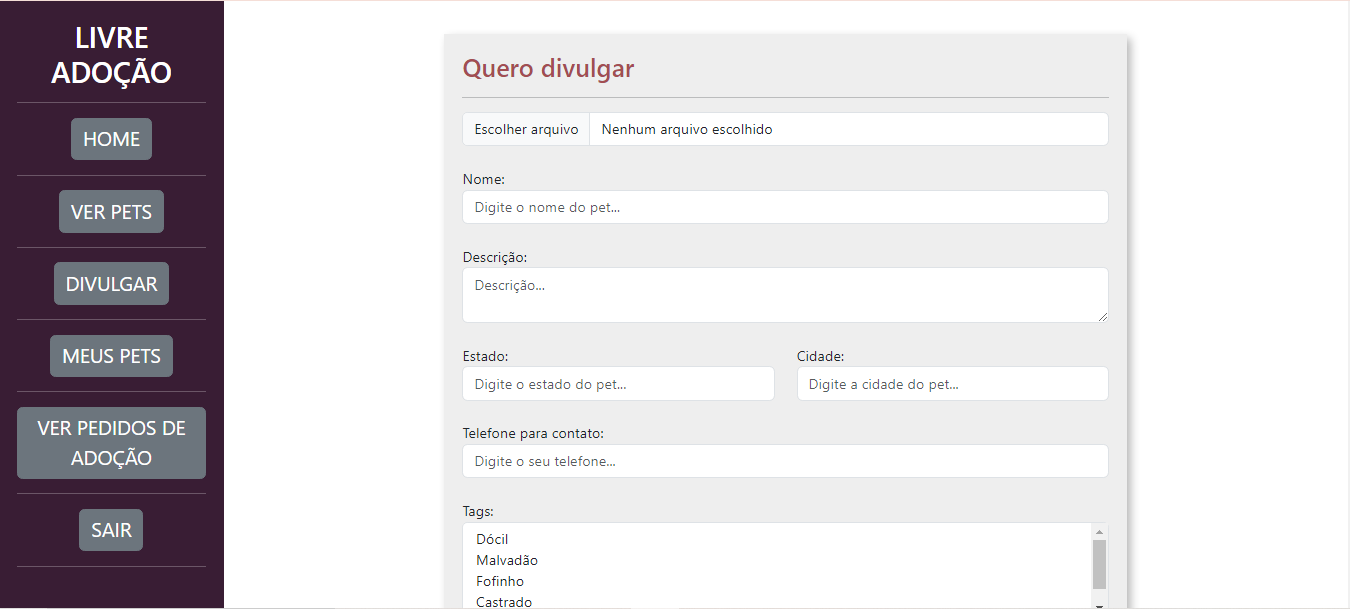 LIVRE
ADOÇÃO
HOME
VER PETS
DIVULGAR
MEUS PETS
VER PEDIDOS DE
ADOÇÃO
SAIR
Quero divulgar
Escolher arquivo Nenhum arquivo escolhido
Nome:
Digite o nome do pet...
Descrição:
Descrição...
Estado: Cidade:
Digite o estado do pet... Digite a cidade do pet...
Telefone para contato:
Digite o seu telefone...
Tags:
Dócil
Malvadão
Fofinho
Castrado